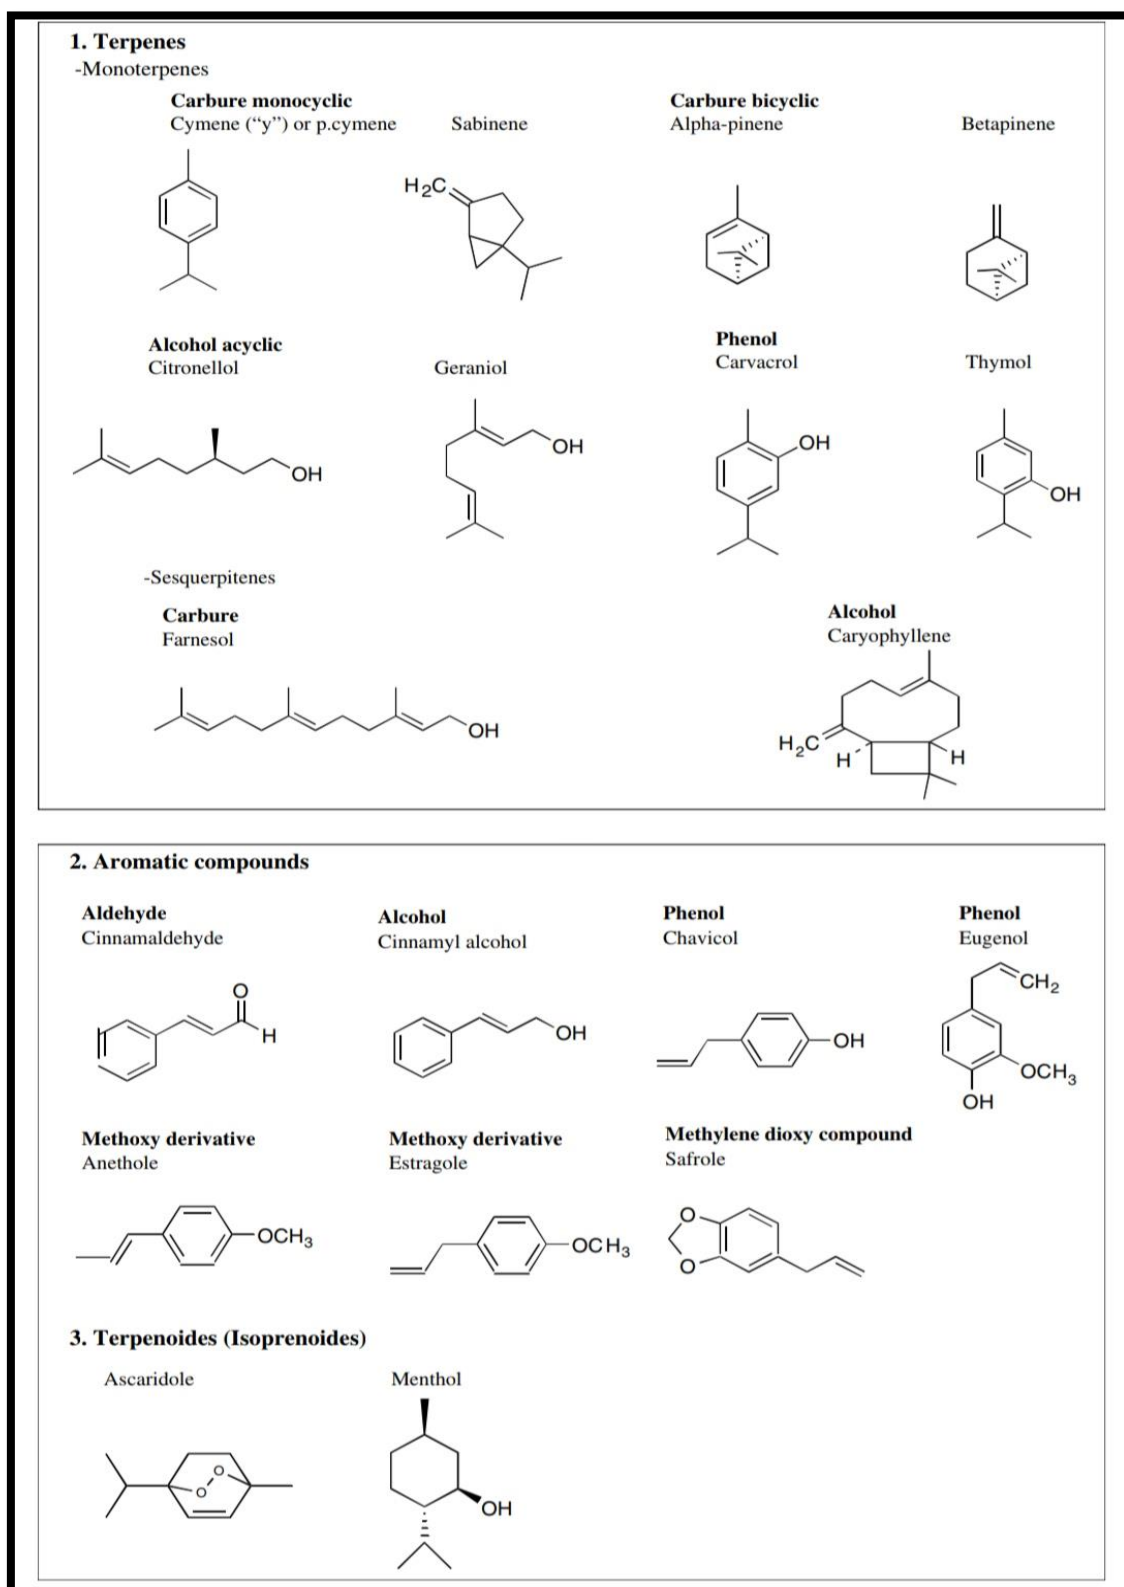 1. Terpenes
-Monoterpenes
Carbure monocyclic
Cymene (“y”) or p.cymene
Sabinene
Carbure bicyclic
Alpha-pinene
Betapinene
H2C
Alcohol acyclic
Citronellol
Geraniol
Phenol
Carvacrol
Thymol
OH
OH
OH
OH
-Sesquerpitenes
Carbure
Farnesol
Alcohol
Caryophyllene
OH
H2C
H
H
2. Aromatic compounds
Aldehyde
Cinnamaldehyde
Alcohol
Cinnamyl alcohol
Phenol
Chavicol
Phenol
Eugenol
O
H
OH
OH
CH2
OCH3
OH
Methoxy derivative
Anethole
Methoxy derivative
Estragole
Methylene dioxy compound
Safrole
OCH3
OCH3
O
O
3. Terpenoides (Isoprenoides)
Ascaridole
Menthol
O
O
OH